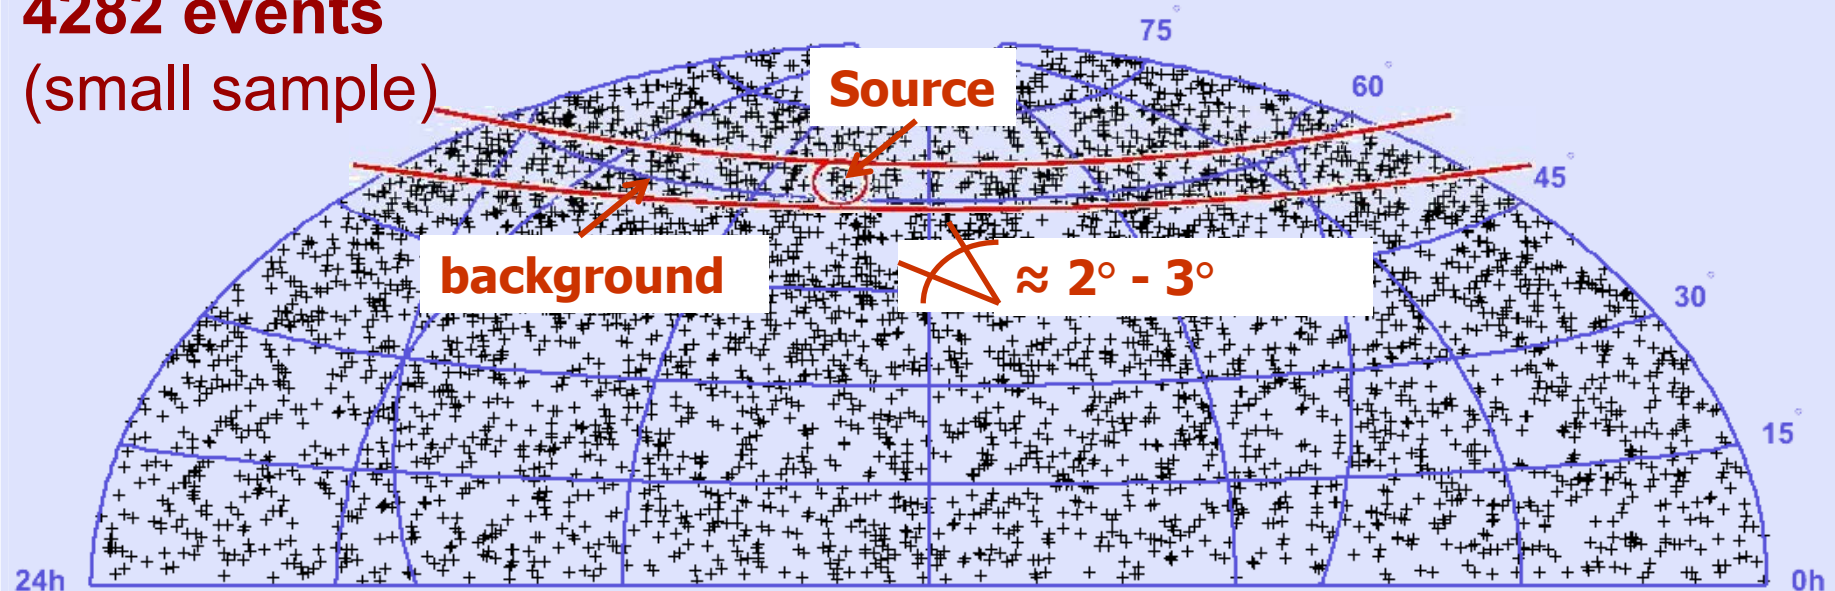 4282 events
(small sample)
75°
60°
Source
45°
background
≈ 2° - 3°
30°
15°
24h
0h